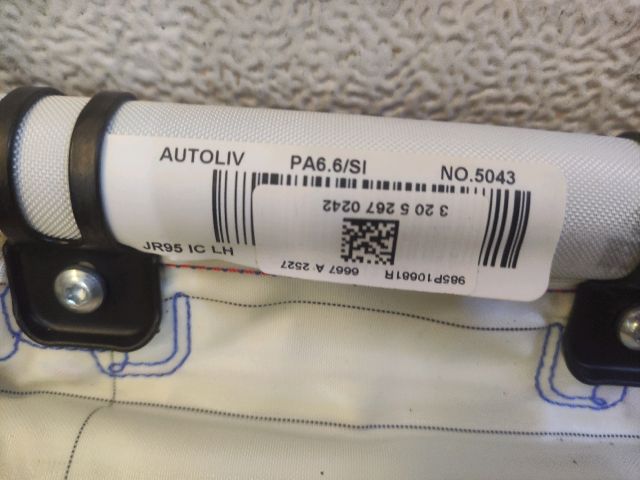 AUTOLIV PA6.6/SI NO.5043
JR95 IC LH
985P10681R
6667 A 2527
3 20 5 267 0242